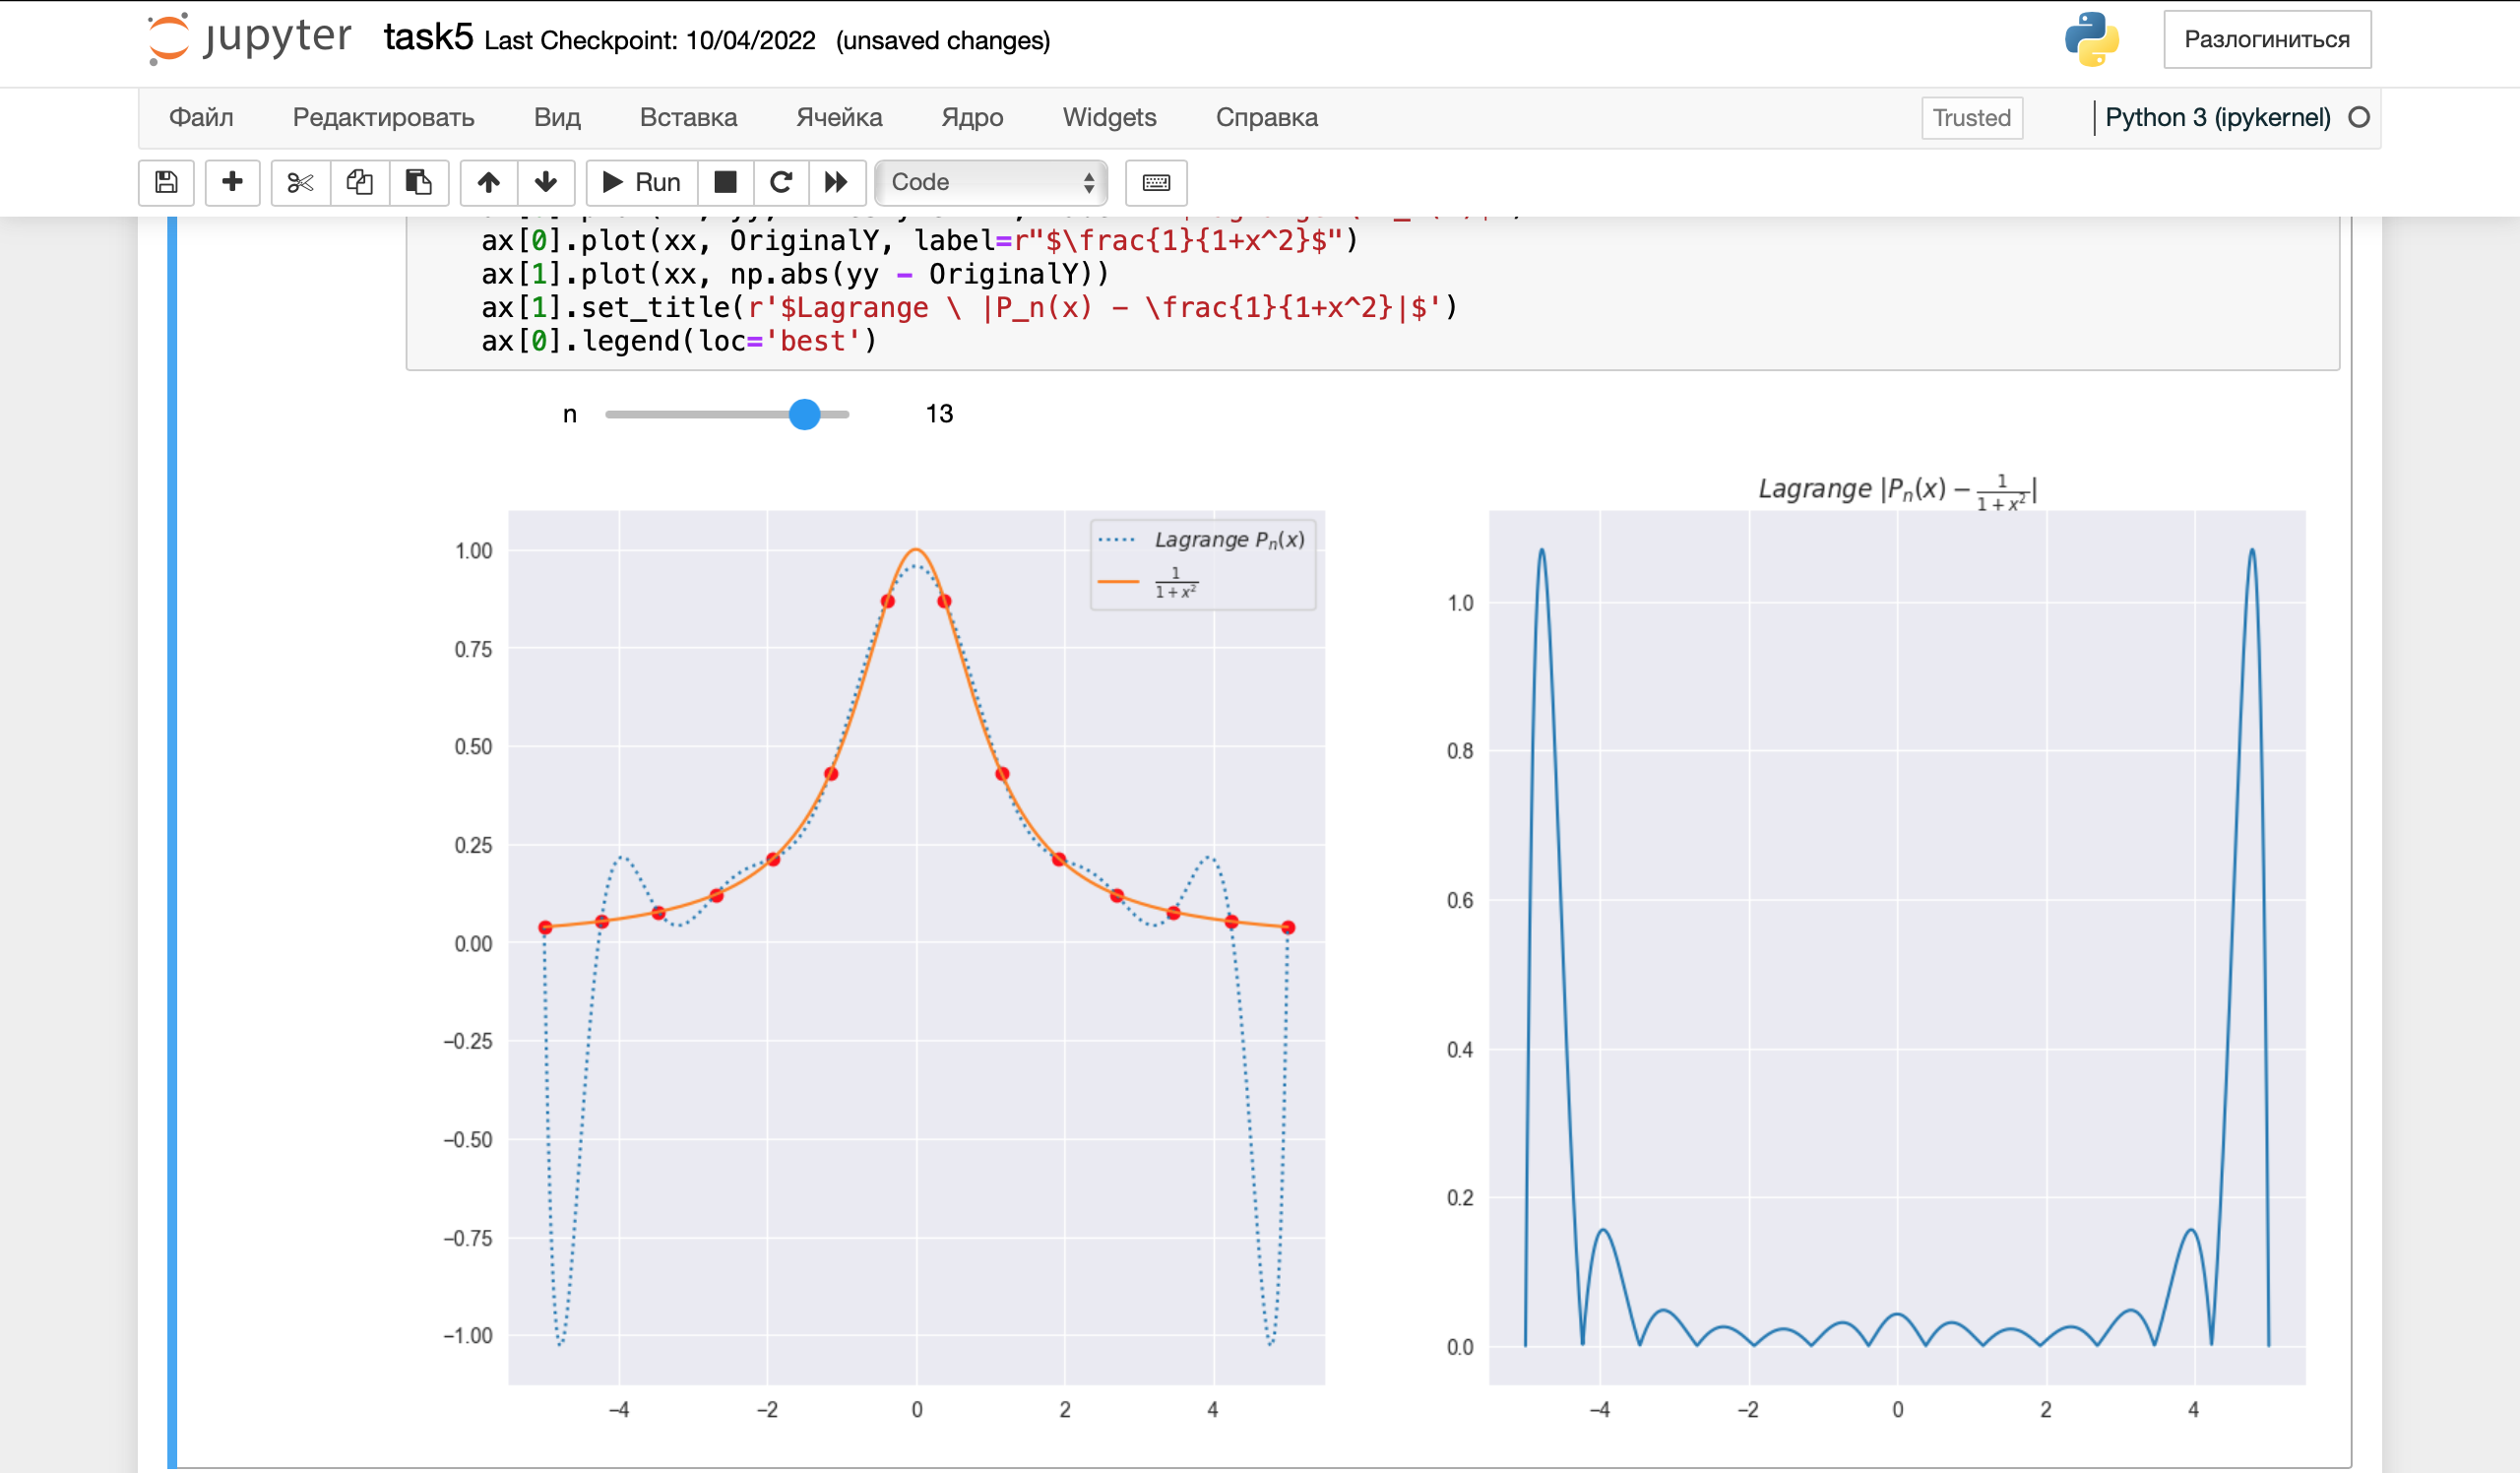 jupyter task5 Last Checkpoint: 10/04/2022 (unsaved changes)
Разлогиниться
Файл Редактировать Вид Вставка Ячейка Ядро Widgets Справка
Trusted
Python 3 (ipykernel)
Run
Code
ax[0].plot(xx, OriginalY, label=r"$\frac{1}{1+x^2}$")
ax[1].plot(xx, np.abs(yy - OriginalY))
ax[1].set_title(r'$Lagrange \ |P_n(x) - \frac{1}{1+x^2}|$')
ax[0].legend(loc='best')
n 13
Lagrange P_n(x)
1/(1+x²)
1.00
0.75
0.50
0.25
0.00
−0.25
−0.50
−0.75
−1.00
−4 −2 0 2 4
Lagrange |P_n(x) − 1/(1+x²)|
1.0
0.8
0.6
0.4
0.2
0.0
−4 −2 0 2 4